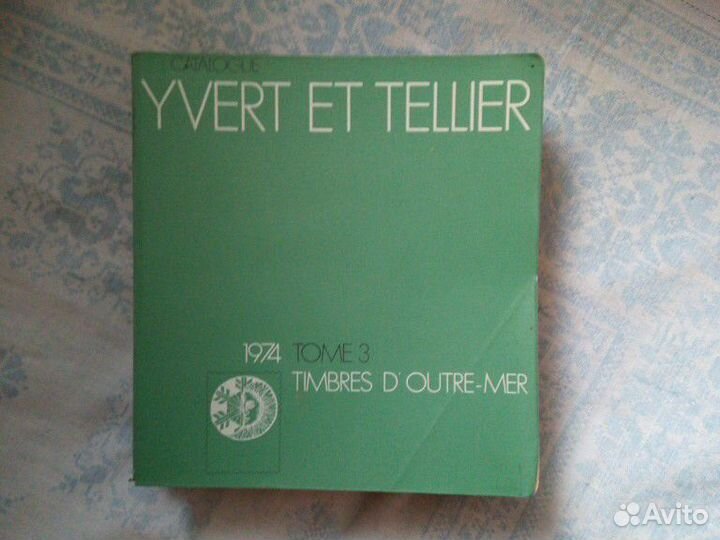 CATALOGUE
YVERT ET TELLIER
1974 TOME 3
TIMBRES D'OUTRE-MER
Avito